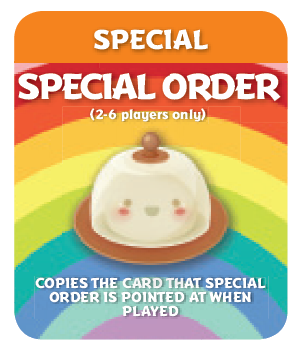 SPECIAL
SPECIAL ORDER
(2-6 players only)
COPIES THE CARD THAT SPECIAL
ORDER IS POINTED AT WHEN
PLAYED